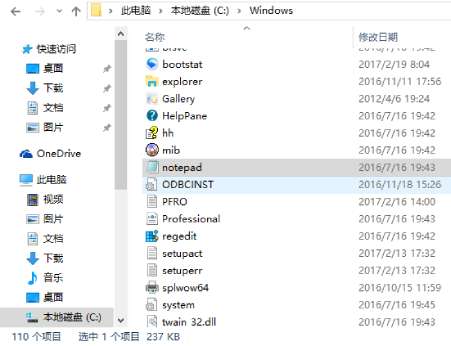 此电脑 › 本地磁盘 (C:) › Windows
名称 修改日期
快速访问
桌面
下载
文档
图片
OneDrive
此电脑
视频
图片
文档
下载
音乐
桌面
本地磁盘 (C:)
bfsvc 2016/7/16 19:42
bootstat 2017/2/19 8:04
explorer 2016/11/11 17:56
Gallery 2012/4/6 19:24
HelpPane 2016/7/16 19:42
hh 2016/7/16 19:42
mib 2016/7/16 19:42
notepad 2016/7/16 19:43
ODBCINST 2016/11/18 15:26
PFRO 2017/2/16 14:00
Professional 2016/7/16 19:43
regedit 2016/7/16 19:42
setupact 2017/2/13 17:32
setuperr 2017/2/13 17:32
splwow64 2016/10/15 11:59
system 2016/7/16 19:45
twain_32.dll 2016/7/16 19:43
110 个项目 选中 1 个项目 237 KB